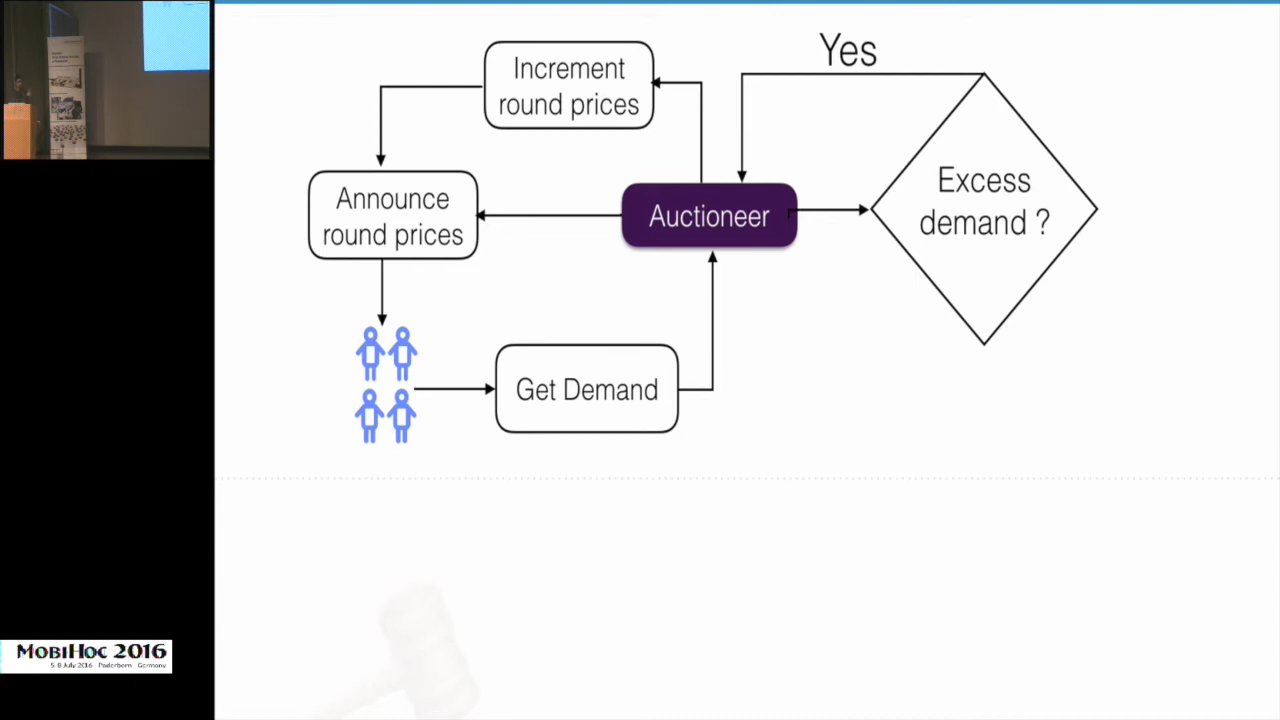 Yes
Increment
round prices
Announce
round prices
Auctioneer
Excess
demand ?
Get Demand
MobiHoc 2016
5-8 July 2016 Paderborn Germany